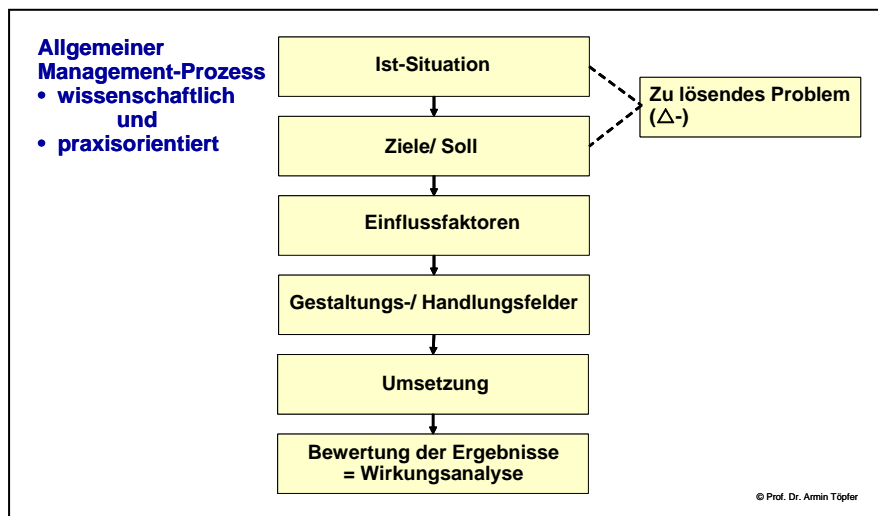 Allgemeiner
Management-Prozess
• wissenschaftlich
und
• praxisorientiert
Ist-Situation
Zu lösendes Problem
(△-)
Ziele/ Soll
Einflussfaktoren
Gestaltungs-/ Handlungsfelder
Umsetzung
Bewertung der Ergebnisse
= Wirkungsanalyse
© Prof. Dr. Armin Töpfer